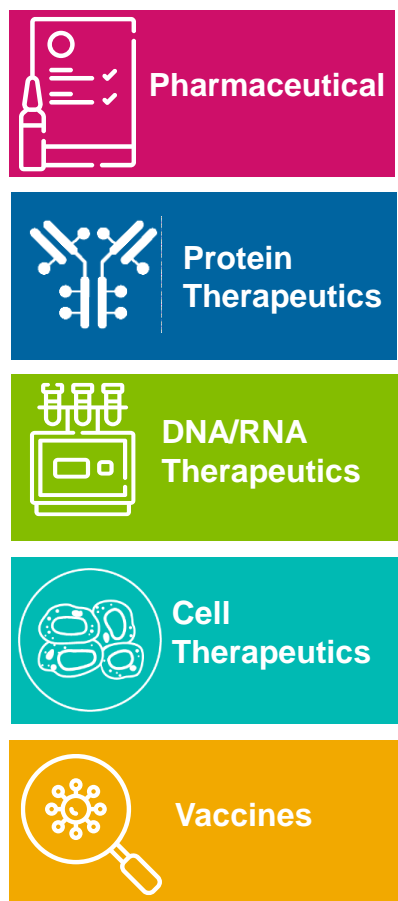 Pharmaceutical
Protein
Therapeutics
DNA/RNA
Therapeutics
Cell
Therapeutics
Vaccines